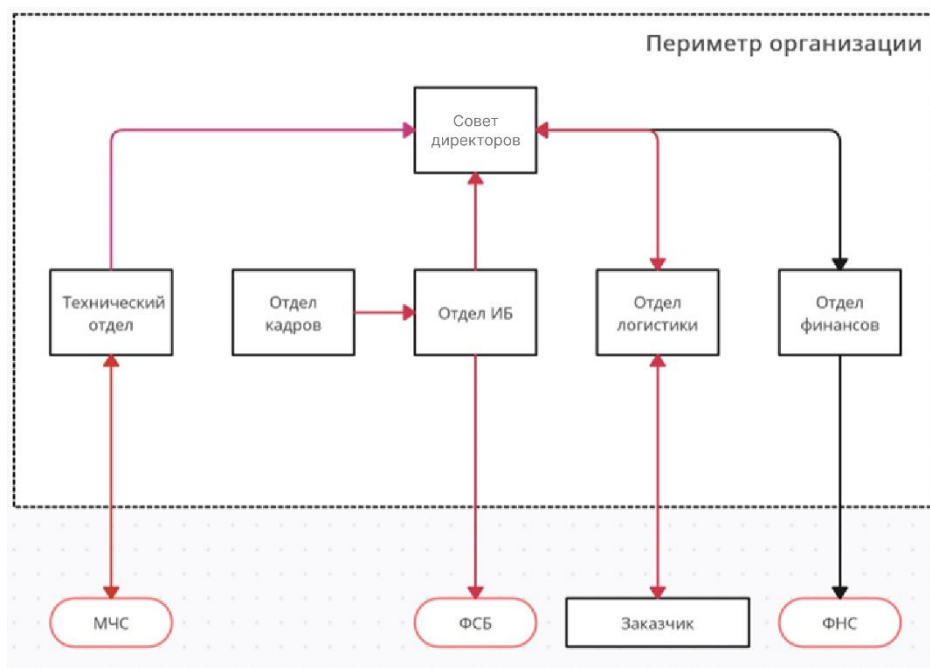 Периметр организации
Совет
директоров
Технический
отдел
Отдел
кадров
Отдел ИБ
Отдел
логистики
Отдел
финансов
МЧС
ФСБ
Заказчик
ФНС